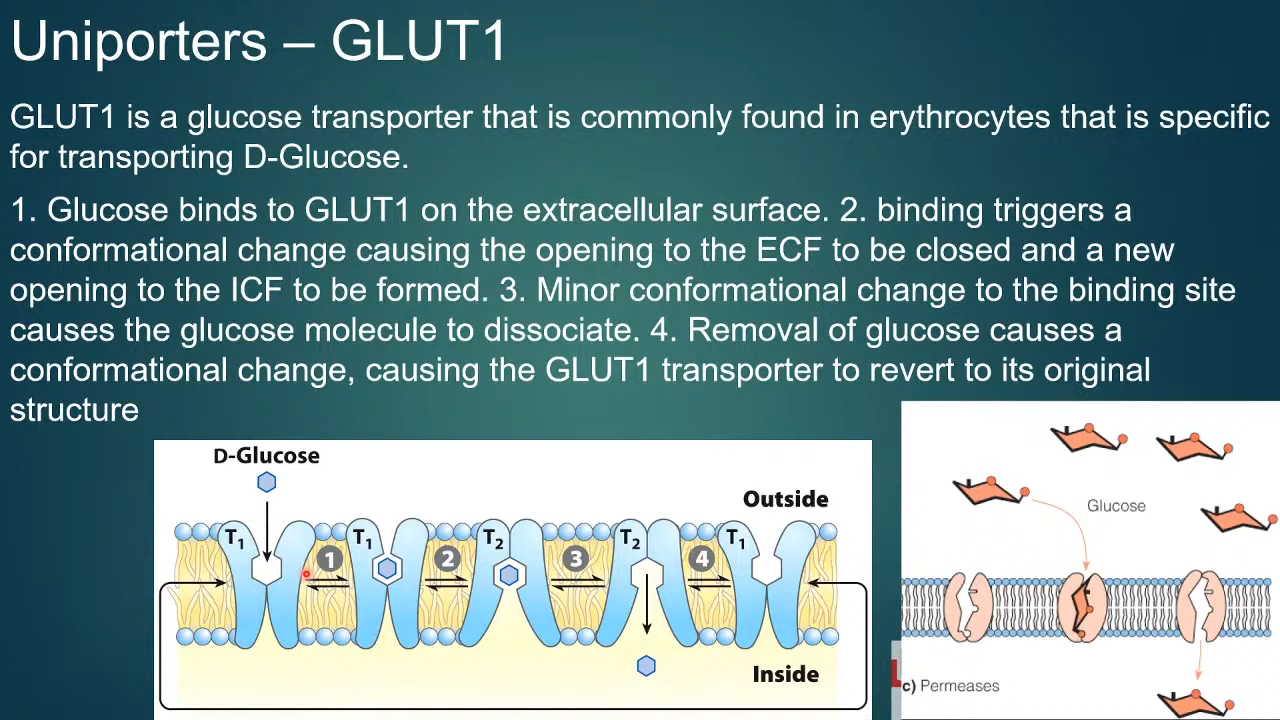 Uniporters – GLUT1
GLUT1 is a glucose transporter that is commonly found in erythrocytes that is specific
for transporting D-Glucose.
1. Glucose binds to GLUT1 on the extracellular surface. 2. binding triggers a
conformational change causing the opening to the ECF to be closed and a new
opening to the ICF to be formed. 3. Minor conformational change to the binding site
causes the glucose molecule to dissociate. 4. Removal of glucose causes a
conformational change, causing the GLUT1 transporter to revert to its original
structure
D-Glucose
Outside
T1 1 T1 2 T2 3 T2 4 T1
Inside
Glucose
c) Permeases